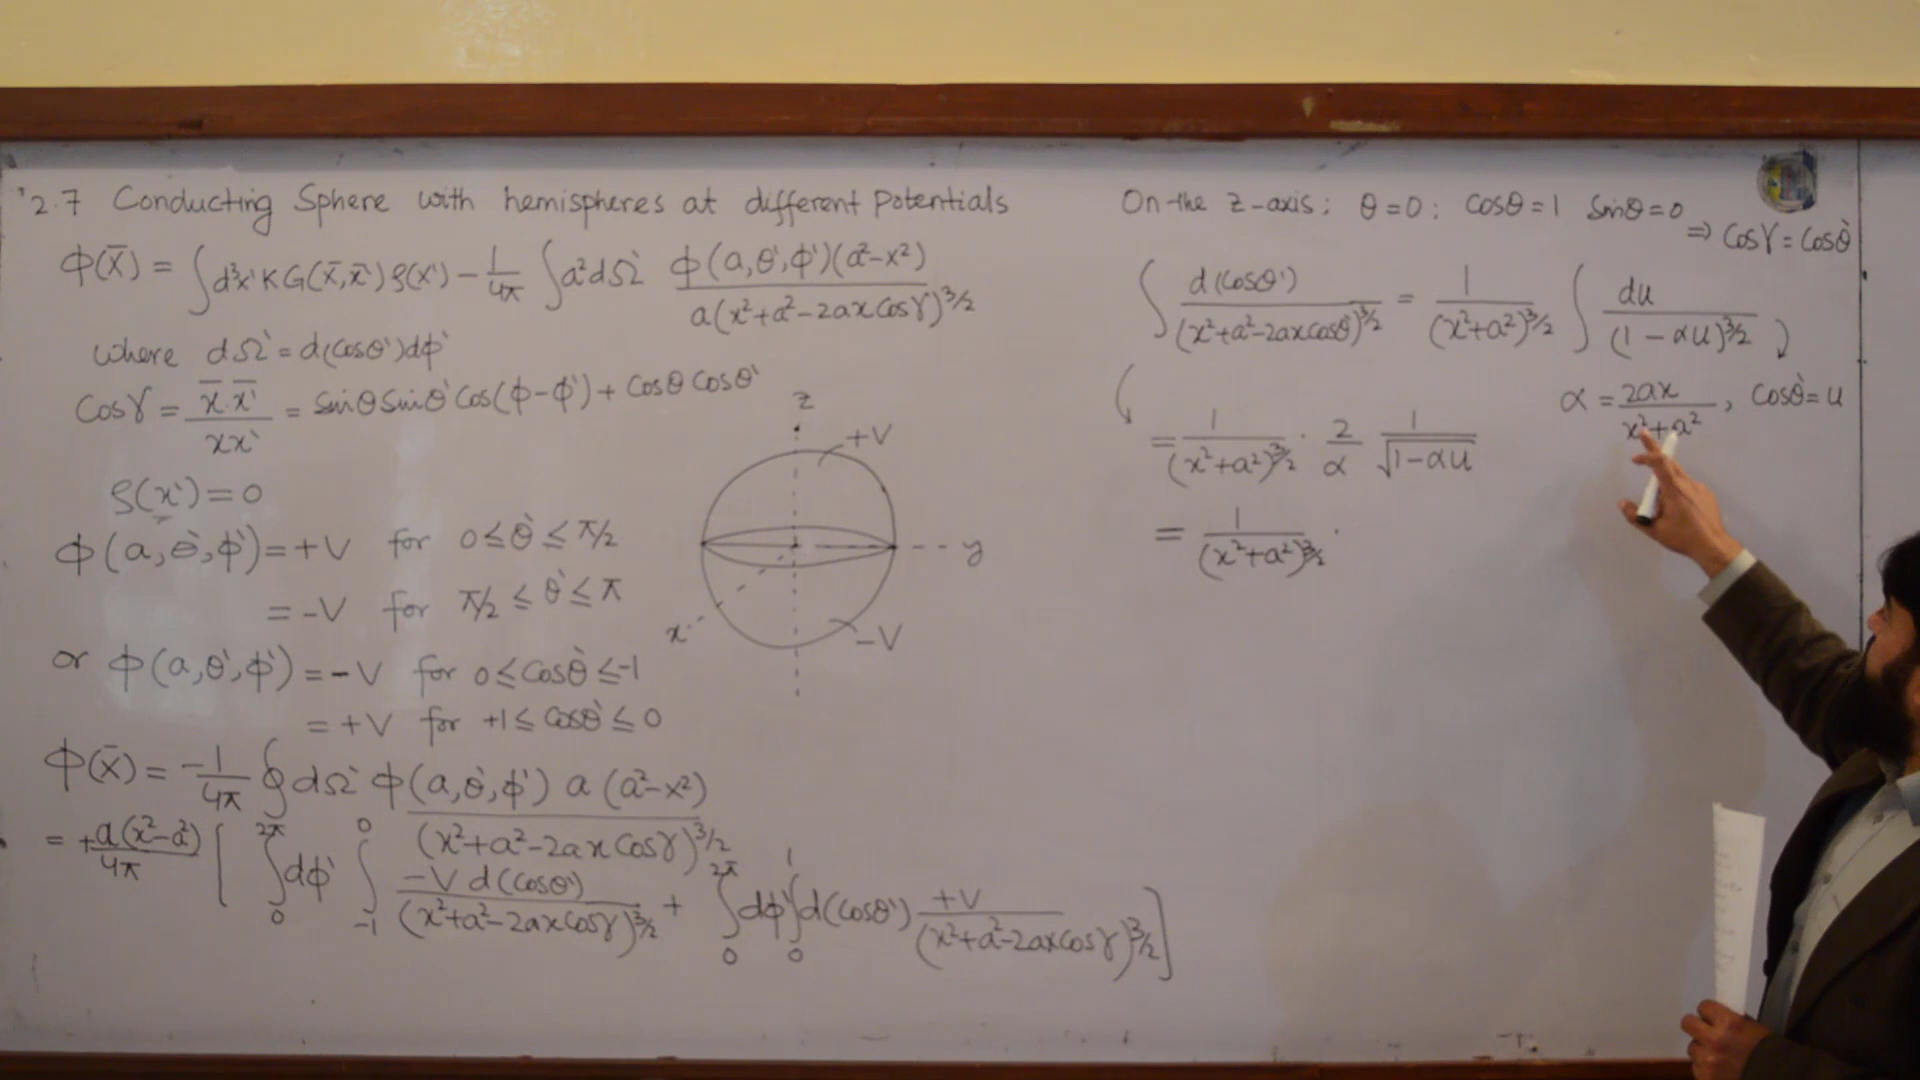 2.7 Conducting Sphere with hemispheres at different Potentials
Φ(x̄) = ∫d³x' K G(x̄,x̄') ρ(x') − 1/4π ∫a²dΩ' Φ(a,θ',ϕ')(a²−x²) / a(x²+a²−2ax Cosγ)^3/2
where dΩ' = d(Cosθ')dϕ'
Cosγ = x̄.x̄' / xx' = Sinθ Sinθ' Cos(ϕ−ϕ') + Cosθ Cosθ'
ρ(x') = 0
Φ(a,θ',ϕ') = +V for 0≤θ'≤π/2
= −V for π/2≤θ'≤π
or Φ(a,θ',ϕ') = −V for 0≤Cosθ'≤−1
= +V for +1≤Cosθ'≤0
Φ(x̄) = −1/4π ∮dΩ' Φ(a,θ',ϕ') a(a²−x²) / (x²+a²−2ax Cosγ)^3/2
= +a(x²−a²)/4π [ ∫_0^2π dϕ' ∫_-1^0 −V d(Cosθ') / (x²+a²−2ax Cosγ)^3/2 + ∫_0^2π dϕ' ∫_0^1 d(Cosθ') +V / (x²+a²−2ax Cosγ)^3/2 ]
z
+V
y
x
−V
On the z-axis: θ=0: Cosθ=1 Sinθ=0
⇒ Cosγ = Cosθ'
∫ d(Cosθ') / (x²+a²−2ax Cosθ')^3/2 = 1/(x²+a²)^3/2 ∫ du / (1−αu)^3/2
α = 2ax / x²+a² , Cosθ' = u
= 1/(x²+a²)^3/2 · 2/α 1/√1−αu
= 1/(x²+a²)^3/2 ·